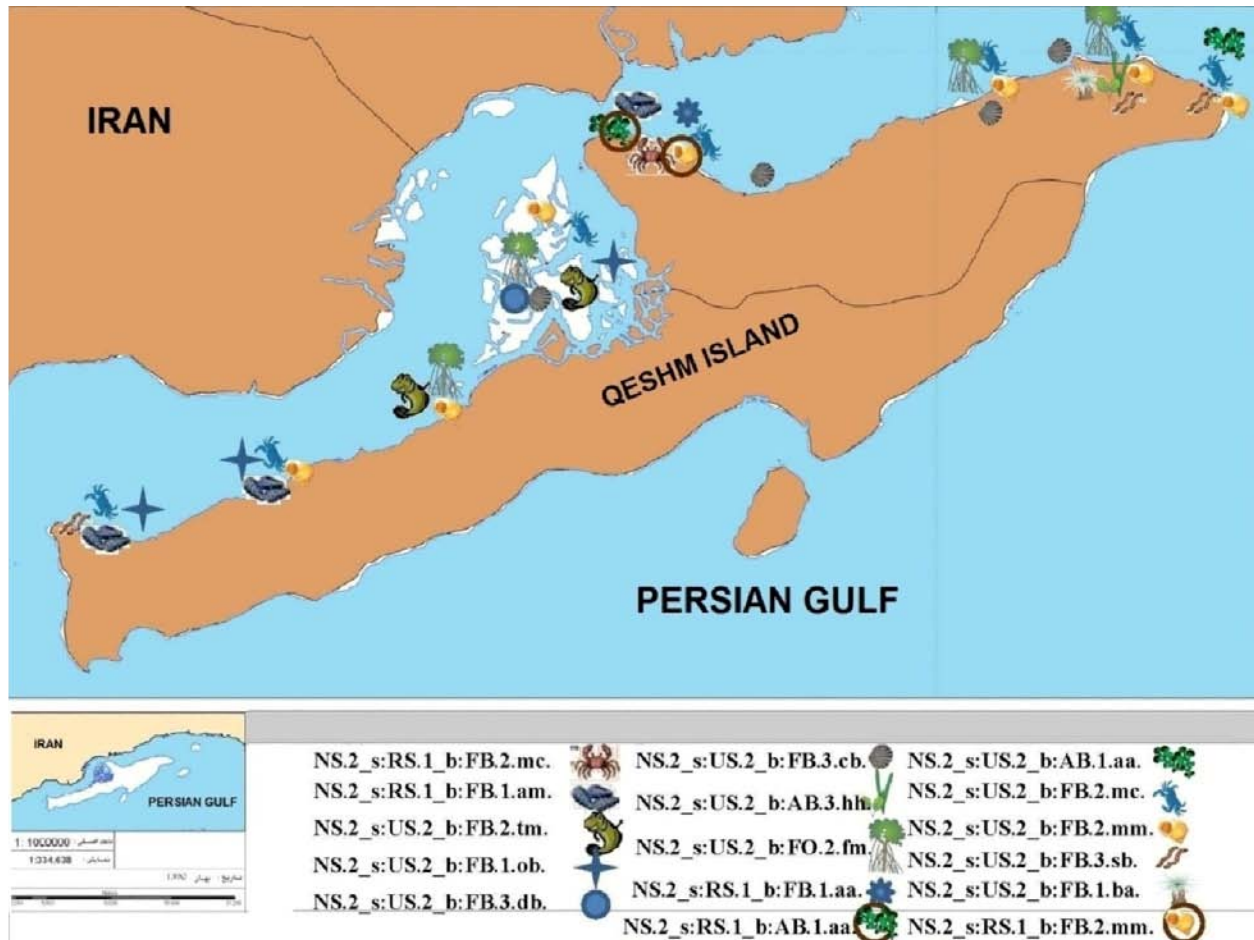 IRAN
QESHM ISLAND
PERSIAN GULF
IRAN
PERSIAN GULF
1: 1000000
1:334,638
NS.2_s:RS.1_b:FB.2.mc.
NS.2_s:RS.1_b:FB.1.am.
NS.2_s:US.2_b:FB.2.tm.
NS.2_s:US.2_b:FB.1.ob.
NS.2_s:US.2_b:FB.3.db.
NS.2_s:US.2_b:FB.3.cb.
NS.2_s:US.2_b:AB.3.hh.
NS.2_s:US.2_b:FO.2.fm.
NS.2_s:RS.1_b:FB.1.aa.
NS.2_s:RS.1_b:AB.1.aa.
NS.2_s:US.2_b:AB.1.aa.
NS.2_s:US.2_b:FB.2.mc.
NS.2_s:US.2_b:FB.2.mm.
NS.2_s:US.2_b:FB.3.sb.
NS.2_s:US.2_b:FB.1.ba.
NS.2_s:RS.1_b:FB.2.mm.